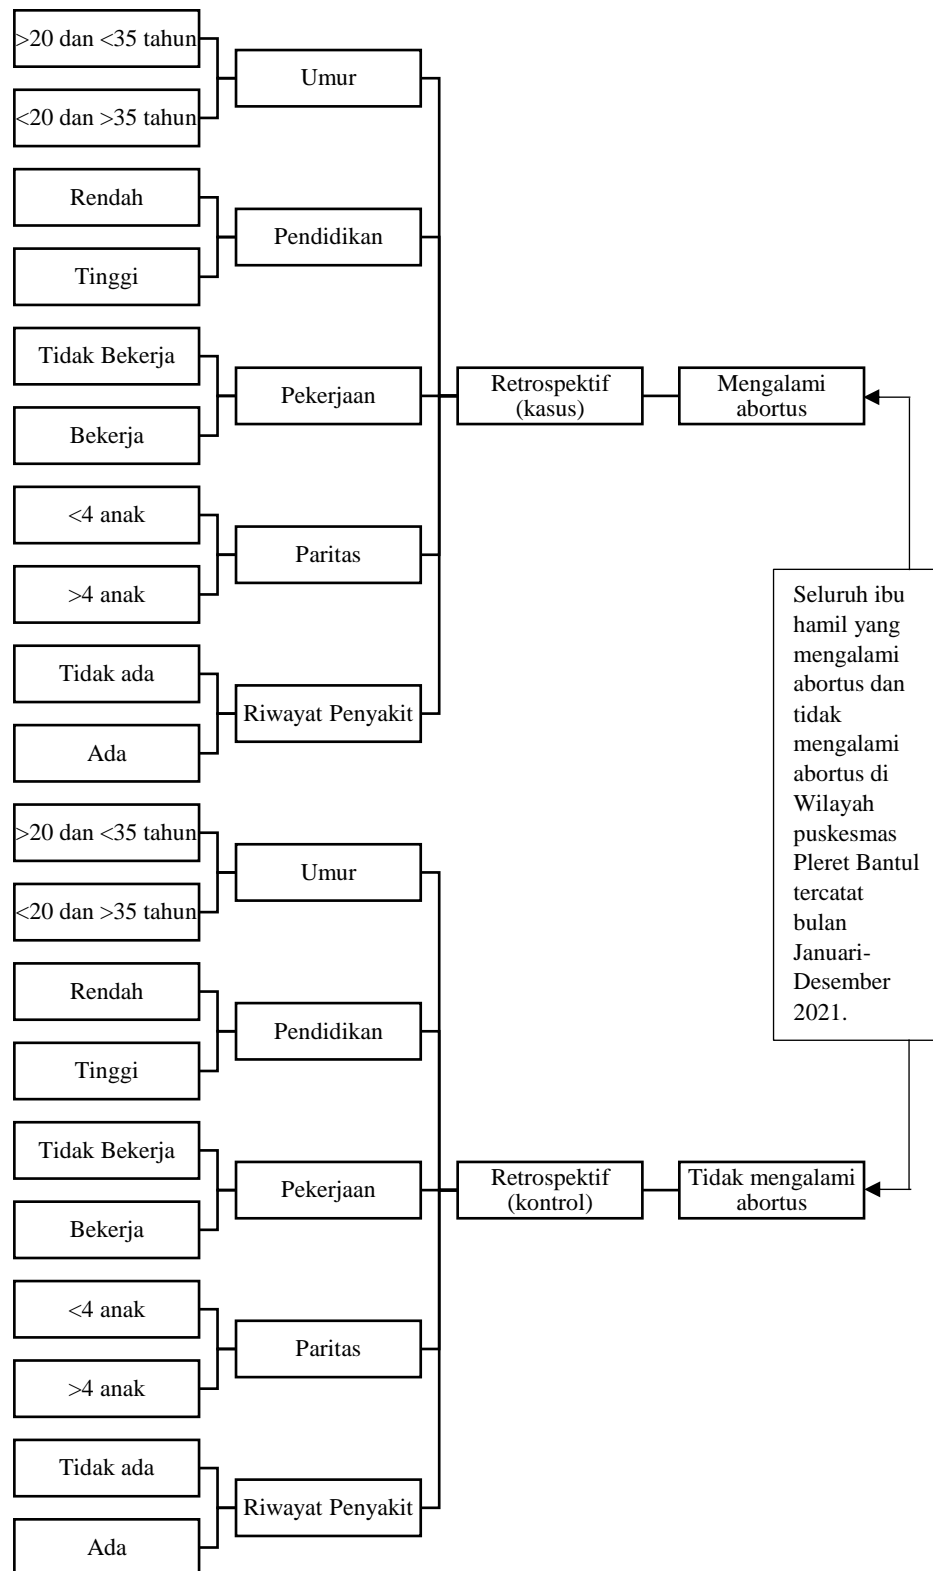 >20 dan <35 tahun
<20 dan >35 tahun
Umur
Rendah
Tinggi
Pendidikan
Tidak Bekerja
Bekerja
Pekerjaan
<4 anak
>4 anak
Paritas
Tidak ada
Ada
Riwayat Penyakit
Retrospektif
(kasus)
Mengalami
abortus
Seluruh ibu
hamil yang
mengalami
abortus dan
tidak
mengalami
abortus di
Wilayah
puskesmas
Pleret Bantul
tercatat
bulan
Januari-
Desember
2021.
>20 dan <35 tahun
<20 dan >35 tahun
Umur
Rendah
Tinggi
Pendidikan
Tidak Bekerja
Bekerja
Pekerjaan
<4 anak
>4 anak
Paritas
Tidak ada
Ada
Riwayat Penyakit
Retrospektif
(kontrol)
Tidak mengalami
abortus